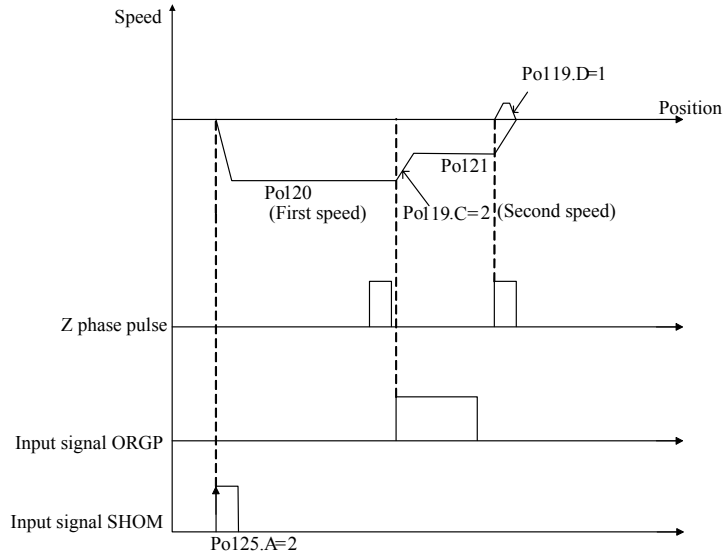 Speed
Po119.D=1
Position
Po120
(First speed)
Po121
Po119.C=2 (Second speed)
Z phase pulse
Input signal ORGP
Input signal SHOM
Po125.A=2